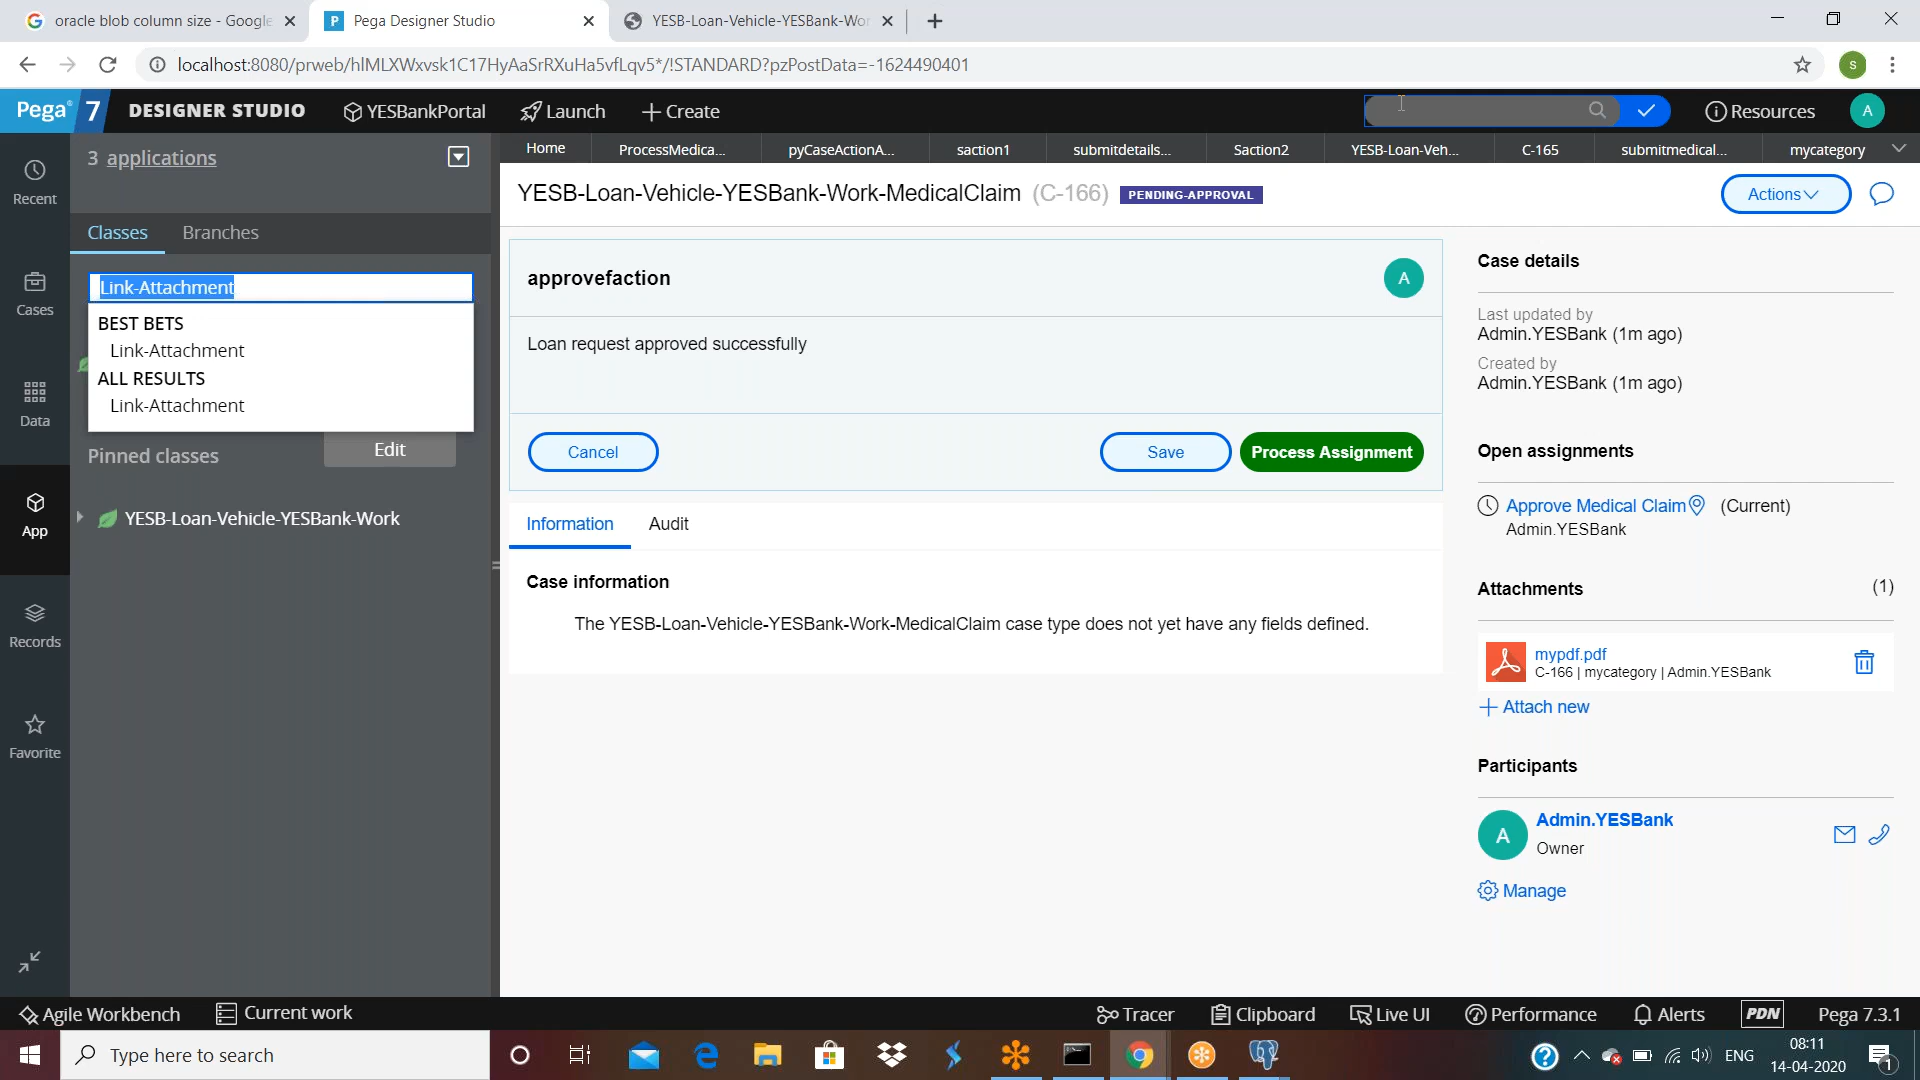 oracle blob column size - Google
Pega Designer Studio
YESB-Loan-Vehicle-YESBank-Wor
localhost:8080/prweb/hIMLXWxvsk1C17HyAaSrRXuHa5vfLqv5*/!STANDARD?pzPostData=-1624490401
s
Pega 7 DESIGNER STUDIO YESBankPortal Launch + Create Resources A
3 applications
Home ProcessMedica... pyCaseActionA... saction1 submitdetails... Saction2 YESB-Loan-Veh... C-165 submitmedical... mycategory
Recent
Cases
Data
App
Records
Favorite
Classes Branches
Link-Attachment
BEST BETS
Link-Attachment
ALL RESULTS
Link-Attachment
Pinned classes Edit
YESB-Loan-Vehicle-YESBank-Work
YESB-Loan-Vehicle-YESBank-Work-MedicalClaim (C-166) PENDING-APPROVAL
Actions
approvefaction A
Loan request approved successfully
Cancel Save Process Assignment
Information Audit
Case information
The YESB-Loan-Vehicle-YESBank-Work-MedicalClaim case type does not yet have any fields defined.
Case details
Last updated by
Admin.YESBank (1m ago)
Created by
Admin.YESBank (1m ago)
Open assignments
Approve Medical Claim (Current)
Admin.YESBank
Attachments (1)
mypdf.pdf
C-166 | mycategory | Admin.YESBank
+ Attach new
Participants
A Admin.YESBank
Owner
Manage
Agile Workbench Current work Tracer Clipboard Live UI Performance Alerts PDN Pega 7.3.1
Type here to search
ENG
08:11
14-04-2020
1